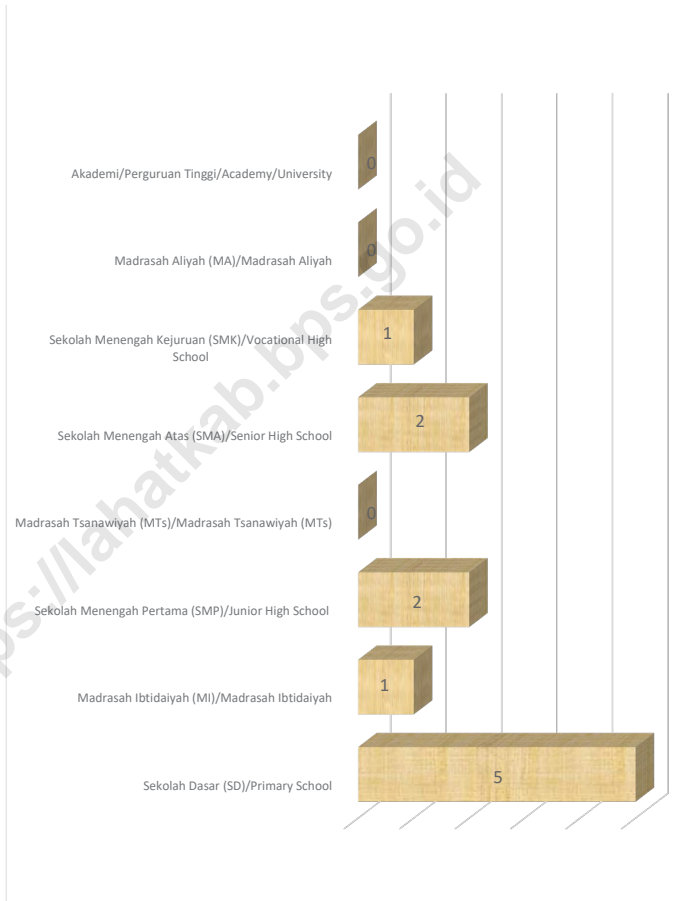 Akademi/Perguruan Tinggi/Academy/University
0
Madrasah Aliyah (MA)/Madrasah Aliyah
0
Sekolah Menengah Kejuruan (SMK)/Vocational High
School
1
Sekolah Menengah Atas (SMA)/Senior High School
2
Madrasah Tsanawiyah (MTs)/Madrasah Tsanawiyah (MTs)
0
Sekolah Menengah Pertama (SMP)/Junior High School
2
Madrasah Ibtidaiyah (MI)/Madrasah Ibtidaiyah
1
Sekolah Dasar (SD)/Primary School
5
ps://lahatkab.bps.go.id